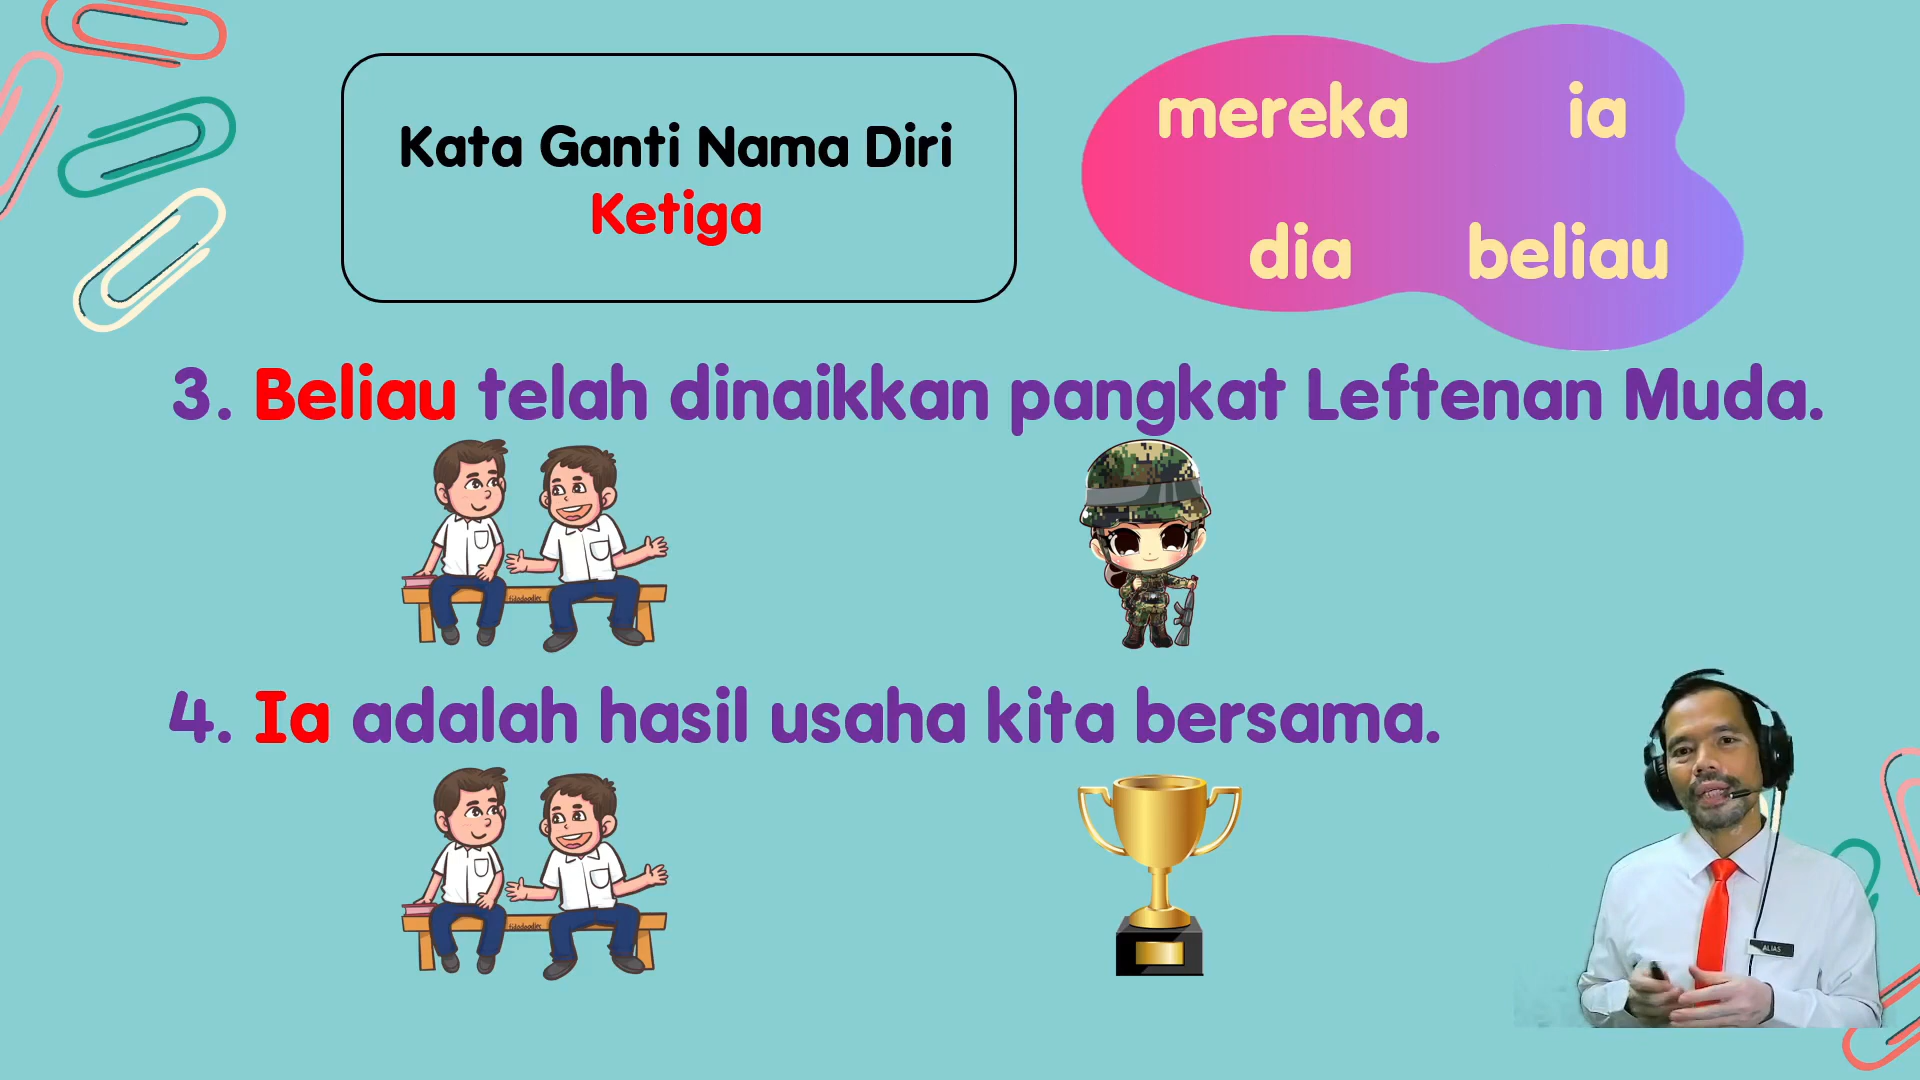 Kata Ganti Nama Diri
Ketiga
mereka ia
dia beliau
3. Beliau telah dinaikkan pangkat Leftenan Muda.
4. Ia adalah hasil usaha kita bersama.
ALIAS